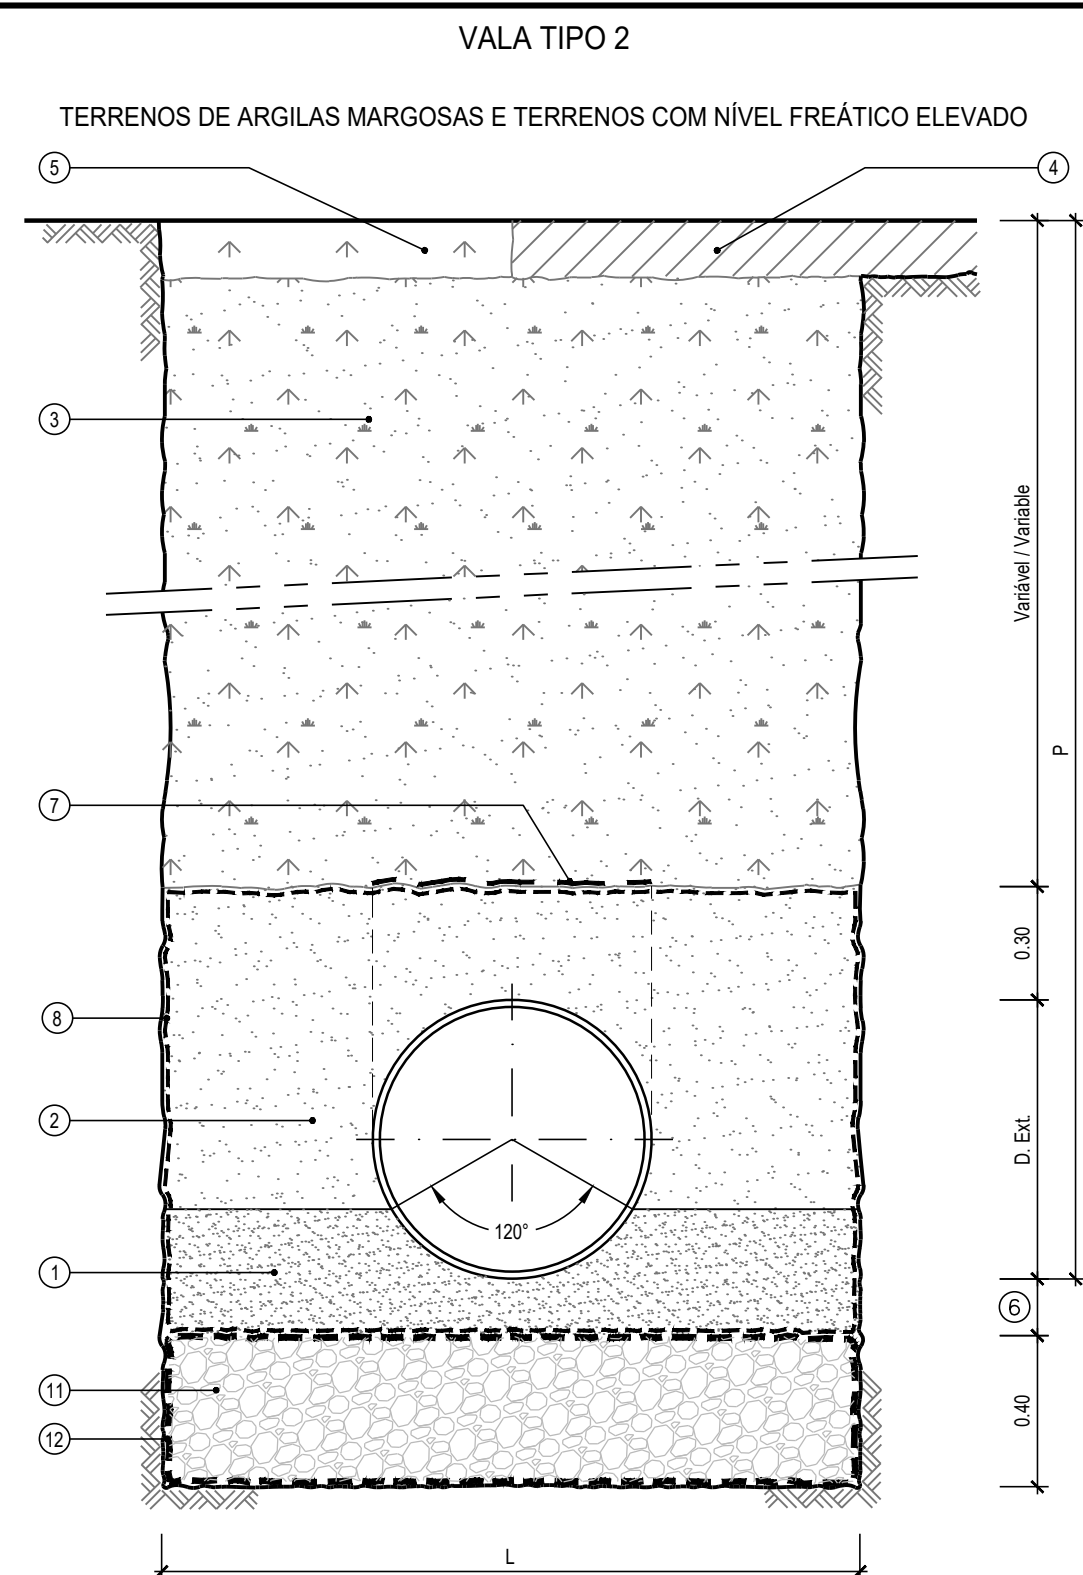 VALA TIPO 2
TERRENOS DE ARGILAS MARGOSAS E TERRENOS COM NÍVEL FREÁTICO ELEVADO
5
4
3
Variável / Variable
P
7
0.30
8
2
D. Ext.
120°
1
6
11
0.40
12
L